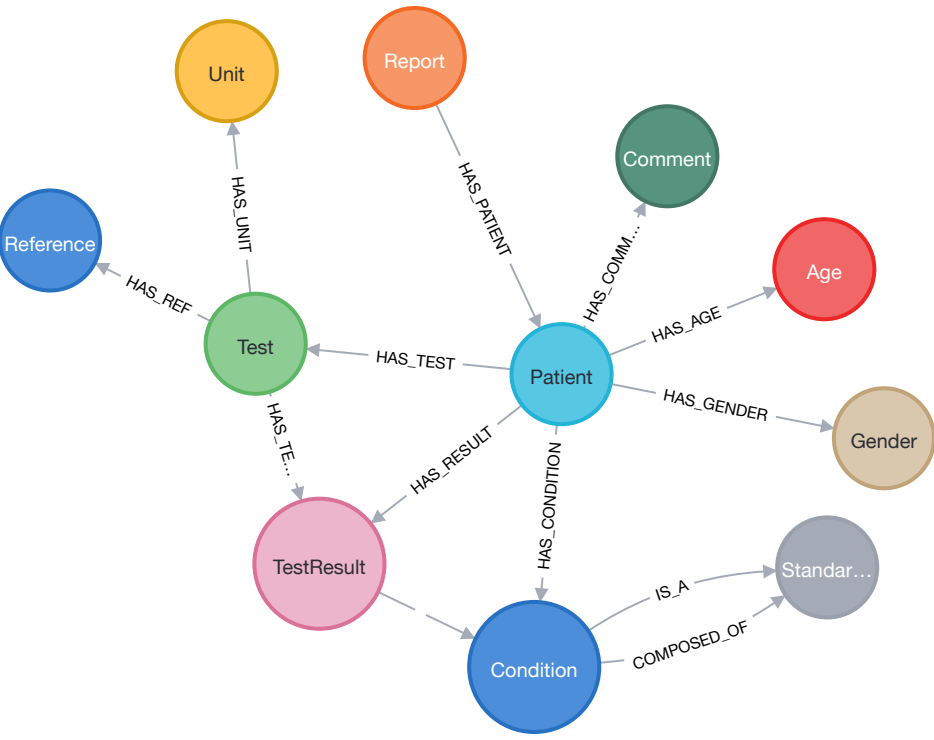 Unit
Report
Comment
HAS_UNIT
HAS_PATIENT
Reference
HAS_COMM...
Age
HAS_REF
HAS_AGE
Test
HAS_TEST
Patient
HAS_GENDER
Gender
HAS_TE...
HAS_RESULT
HAS_CONDITION
TestResult
IS_A
Standar...
COMPOSED_OF
Condition